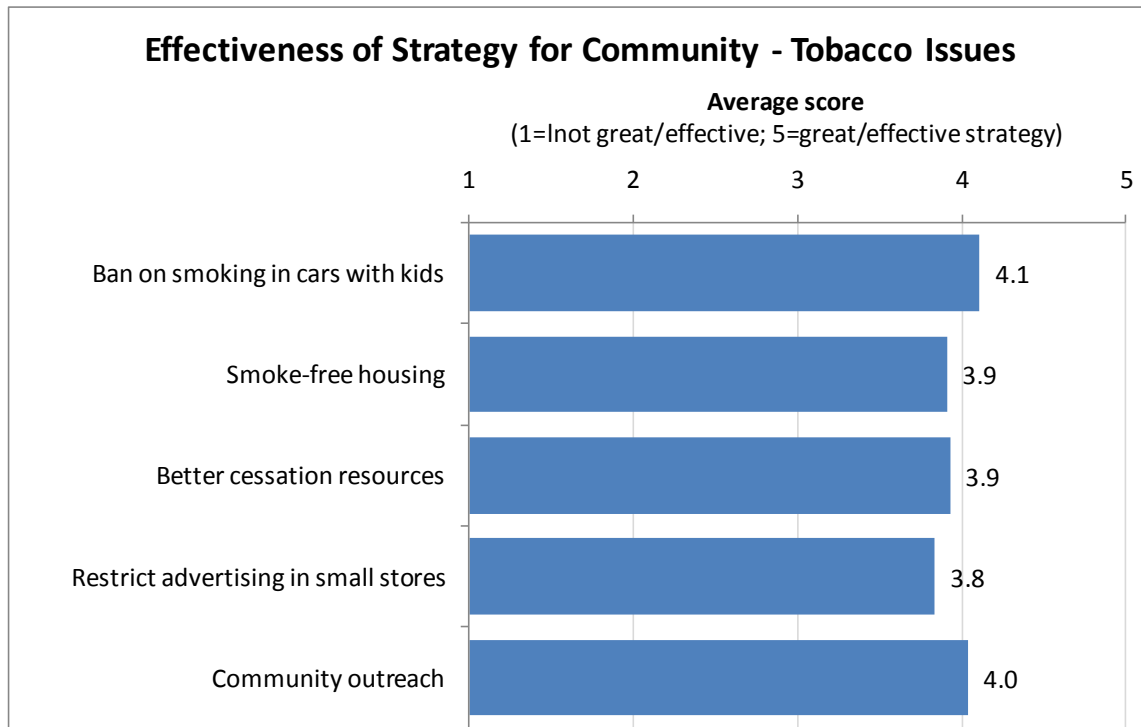 Effectiveness of Strategy for Community - Tobacco Issues
Average score
(1=lnot great/effective; 5=great/effective strategy)
1 2 3 4 5
Ban on smoking in cars with kids 4.1
Smoke-free housing 3.9
Better cessation resources 3.9
Restrict advertising in small stores 3.8
Community outreach 4.0